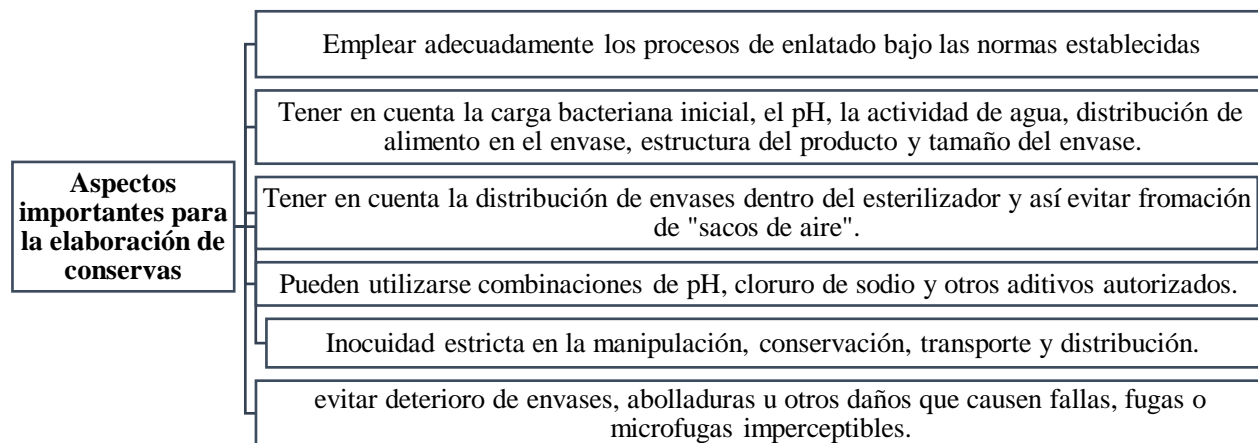 Emplear adecuadamente los procesos de enlatado bajo las normas establecidas
Tener en cuenta la carga bacteriana inicial, el pH, la actividad de agua, distribución de
alimento en el envase, estructura del producto y tamaño del envase.
Aspectos
importantes para
la elaboración de
conservas
Tener en cuenta la distribución de envases dentro del esterilizador y así evitar fromación
de "sacos de aire".
Pueden utilizarse combinaciones de pH, cloruro de sodio y otros aditivos autorizados.
Inocuidad estricta en la manipulación, conservación, transporte y distribución.
evitar deterioro de envases, abolladuras u otros daños que causen fallas, fugas o
microfugas imperceptibles.